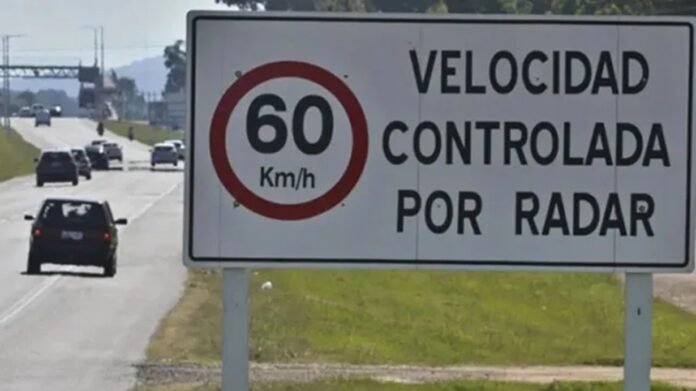 60
Km/h
VELOCIDAD
CONTROLADA
POR RADAR